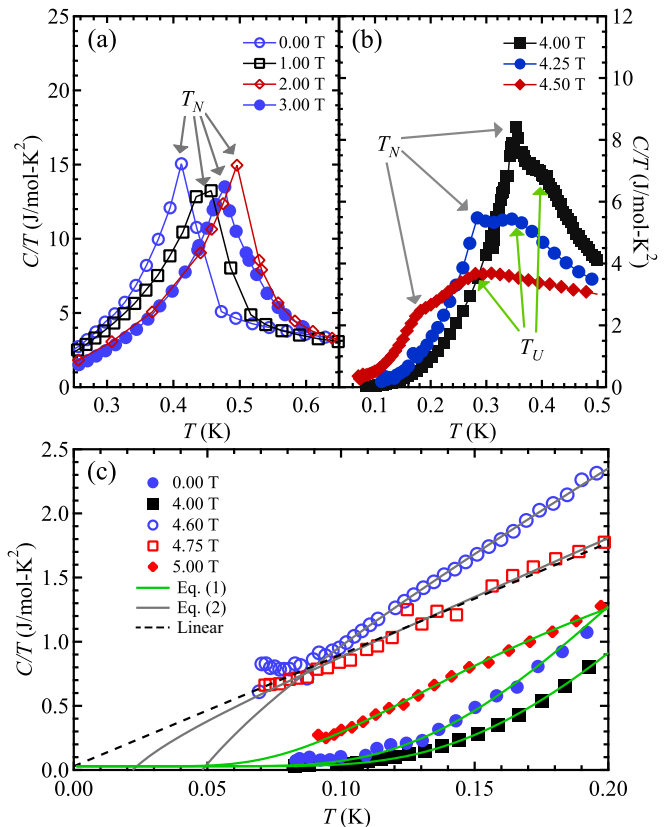 (a)
0.00 T
1.00 T
2.00 T
3.00 T
T_N
C/T (J/mol-K²)
25
20
15
10
5
0
0.3
0.4
0.5
0.6
T (K)
(b)
4.00 T
4.25 T
4.50 T
T_N
T_U
C/T (J/mol-K²)
12
10
8
6
4
2
0
0.1
0.2
0.3
0.4
0.5
T (K)
(c)
0.00 T
4.00 T
4.60 T
4.75 T
5.00 T
Eq. (1)
Eq. (2)
Linear
C/T (J/mol-K²)
2.5
2.0
1.5
1.0
0.5
0.0
0.00
0.05
0.10
0.15
0.20
T (K)